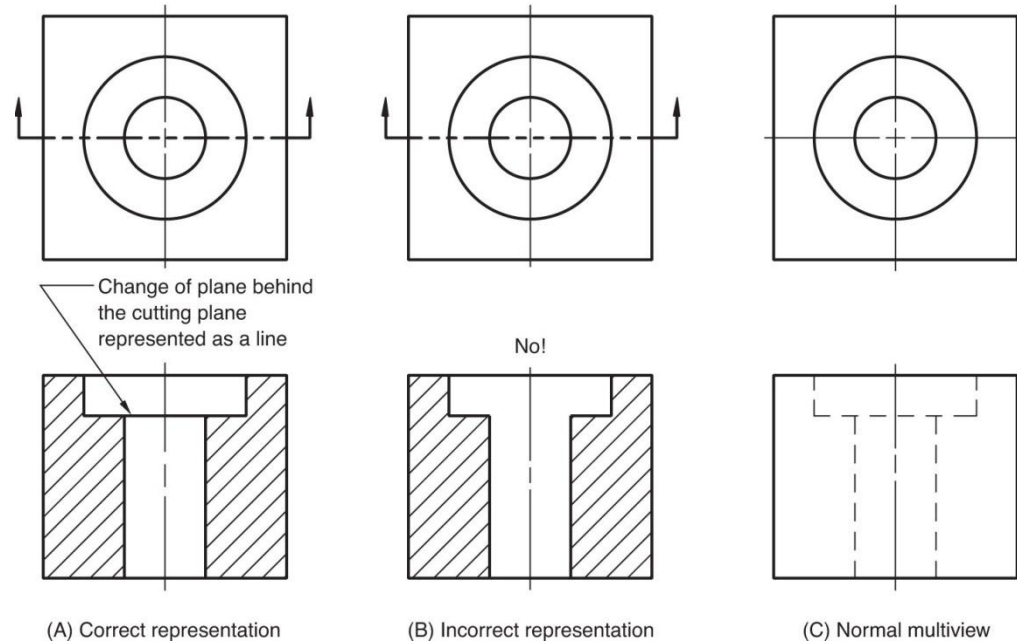 Change of plane behind
the cutting plane
represented as a line
No!
(A) Correct representation
(B) Incorrect representation
(C) Normal multiview